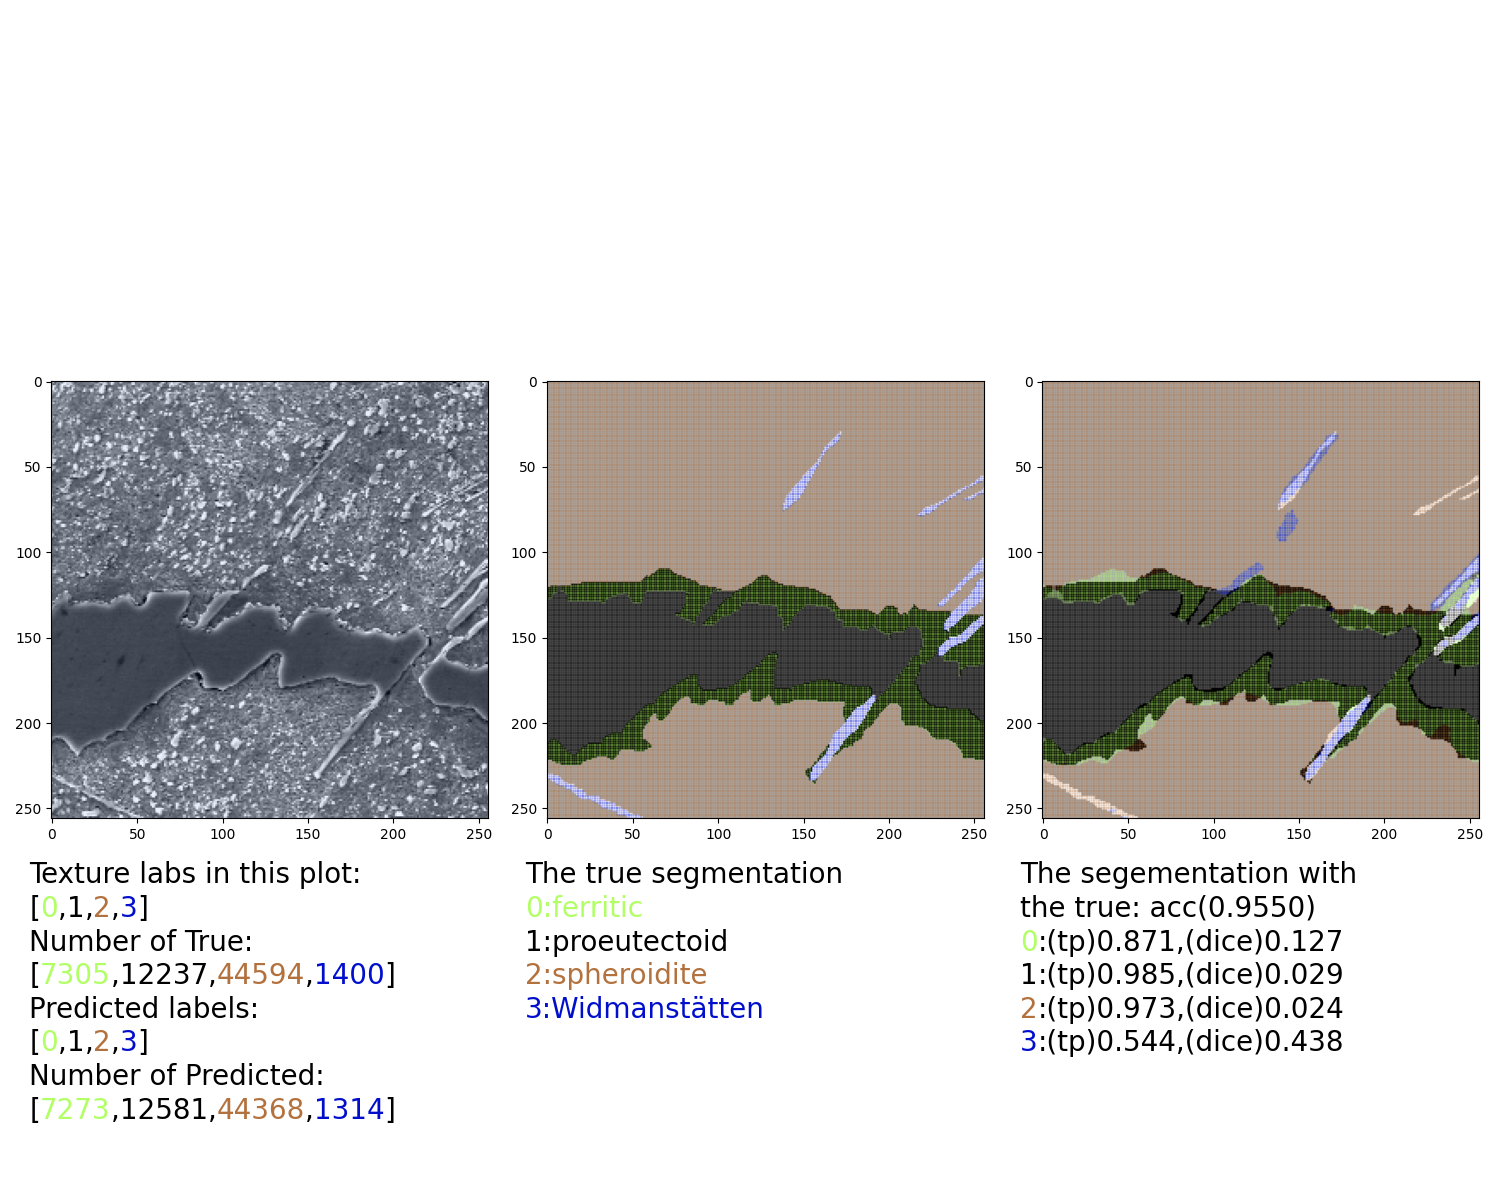 0
50
100
150
200
250
0 50 100 150 200 250
0
50
100
150
200
250
0 50 100 150 200 250
0
50
100
150
200
250
0 50 100 150 200 250
Texture labs in this plot:
[0,1,2,3]
Number of True:
[7305,12237,44594,1400]
Predicted labels:
[0,1,2,3]
Number of Predicted:
[7273,12581,44368,1314]
The true segmentation
0:ferritic
1:proeutectoid
2:spheroidite
3:Widmanstätten
The segementation with
the true: acc(0.9550)
0:(tp)0.871,(dice)0.127
1:(tp)0.985,(dice)0.029
2:(tp)0.973,(dice)0.024
3:(tp)0.544,(dice)0.438